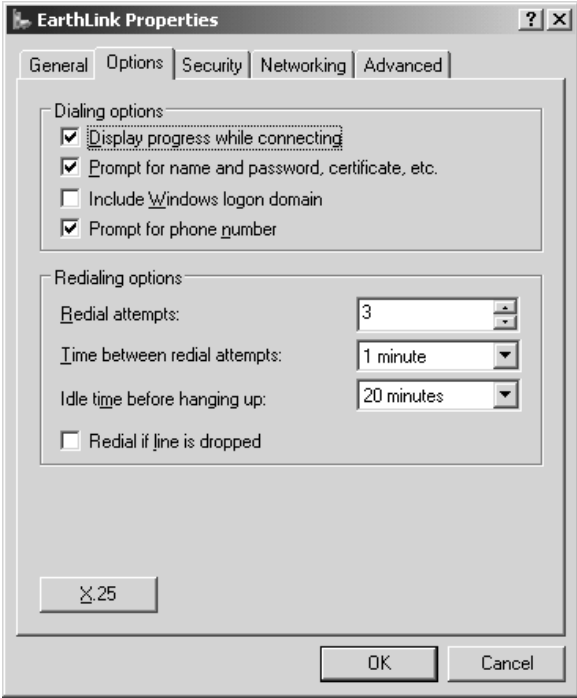 EarthLink Properties
General Options Security Networking Advanced
Dialing options
Display progress while connecting
Prompt for name and password, certificate, etc.
Include Windows logon domain
Prompt for phone number
Redialing options
Redial attempts: 3
Time between redial attempts: 1 minute
Idle time before hanging up: 20 minutes
Redial if line is dropped
X.25
OK Cancel